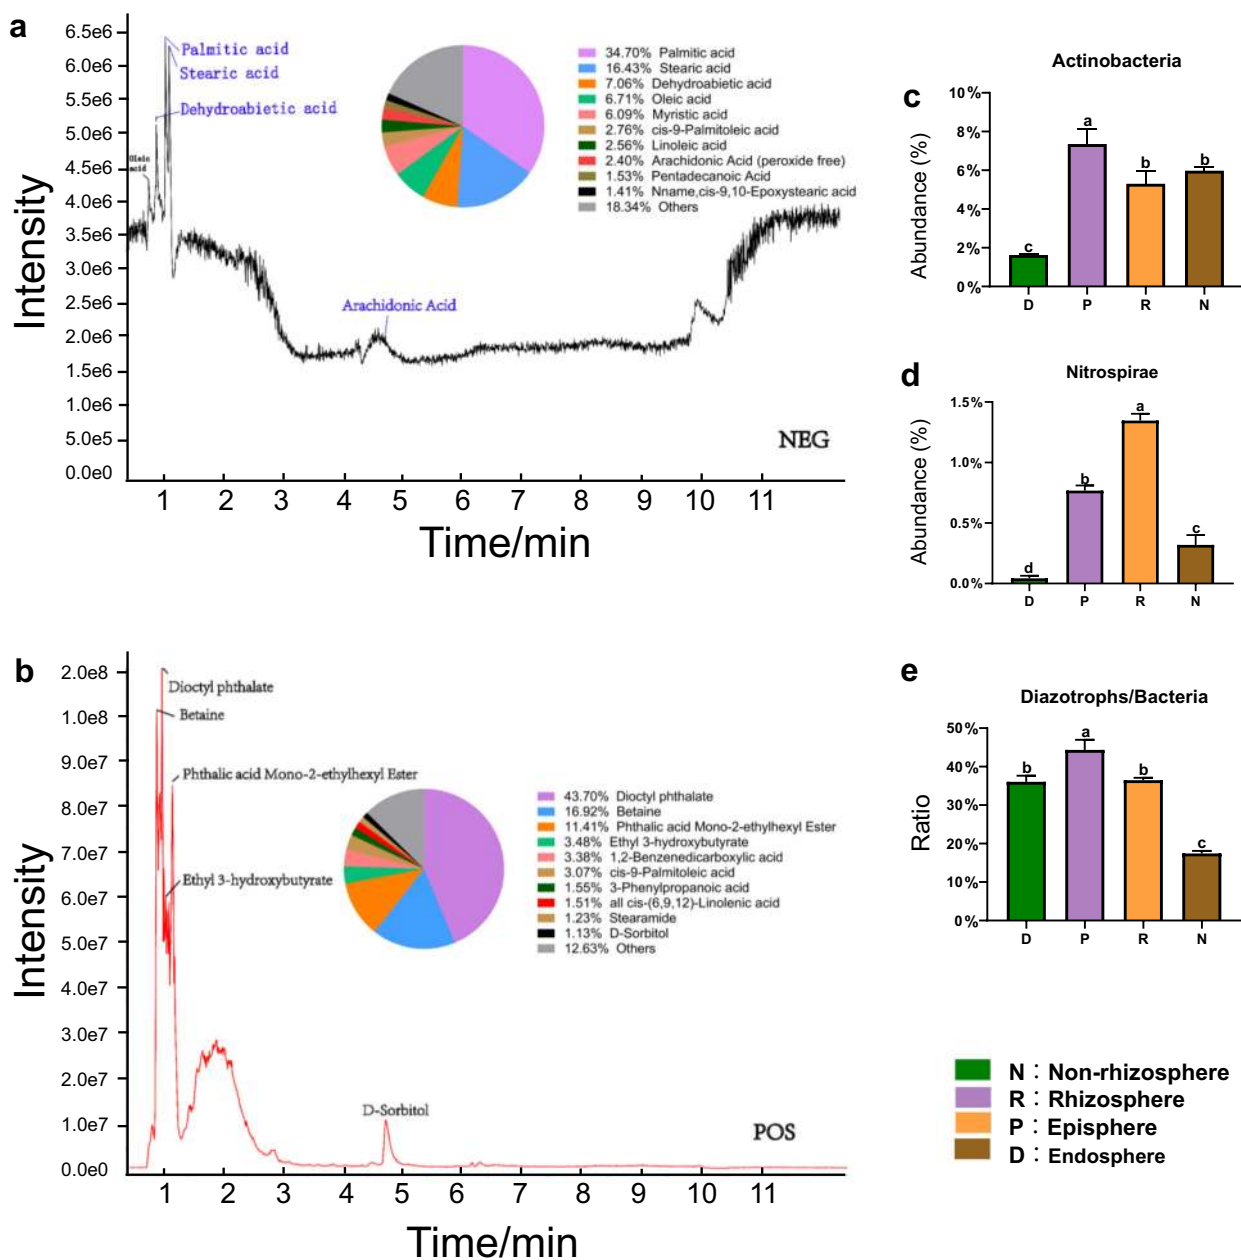 a
6.5e6
6.0e6
5.5e6
5.0e6
4.5e6
4.0e6
3.5e6
3.0e6
2.5e6
2.0e6
1.5e6
1.0e6
5.0e5
0.0e0
Intensity
Palmitic acid
Stearic acid
Dehydroabietic acid
Oleic
acid
Arachidonic Acid
34.70% Palmitic acid
16.43% Stearic acid
7.06% Dehydroabietic acid
6.71% Oleic acid
6.09% Myristic acid
2.76% cis-9-Palmitoleic acid
2.56% Linoleic acid
2.40% Arachidonic Acid (peroxide free)
1.53% Pentadecanoic Acid
1.41% Nname,cis-9,10-Epoxystearic acid
18.34% Others
NEG
1 2 3 4 5 6 7 8 9 10 11
Time/min
b
2.0e8
1.0e8
9.0e7
8.0e7
7.0e7
6.0e7
5.0e7
4.0e7
3.0e7
2.0e7
1.0e7
0.0e0
Intensity
Dioctyl phthalate
Betaine
Phthalic acid Mono-2-ethylhexyl Ester
Ethyl 3-hydroxybutyrate
D-Sorbitol
43.70% Dioctyl phthalate
16.92% Betaine
11.41% Phthalic acid Mono-2-ethylhexyl Ester
3.48% Ethyl 3-hydroxybutyrate
3.38% 1,2-Benzenedicarboxylic acid
3.07% cis-9-Palmitoleic acid
1.55% 3-Phenylpropanoic acid
1.51% all cis-(6,9,12)-Linolenic acid
1.23% Stearamide
1.13% D-Sorbitol
12.63% Others
POS
1 2 3 4 5 6 7 8 9 10 11
Time/min
c
Actinobacteria
10%
8%
6%
4%
2%
0%
Abundance (%)
c a b b
D P R N
d
Nitrospirae
1.5%
1.0%
0.5%
0.0%
Abundance (%)
d b a c
D P R N
e
Diazotrophs/Bacteria
50%
40%
30%
20%
10%
0%
Ratio
b a b c
D P R N
N : Non-rhizosphere
R : Rhizosphere
P : Episphere
D : Endosphere